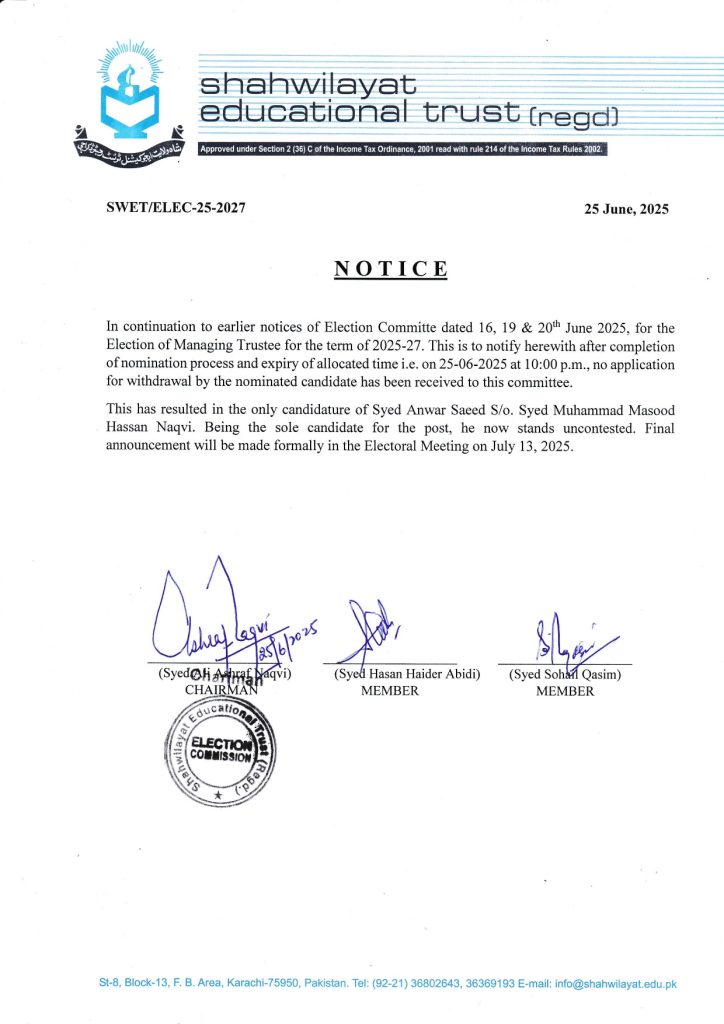 shahwilayat
educational trust (regd)
Approved under Section 2 (36) C of the Income Tax Ordinance, 2001 read with rule 214 of the Income Tax Rules 2002.
SWET/ELEC-25-2027
25 June, 2025
NOTICE
In continuation to earlier notices of Election Committe dated 16, 19 & 20th June 2025, for the
Election of Managing Trustee for the term of 2025-27. This is to notify herewith after completion
of nomination process and expiry of allocated time i.e. on 25-06-2025 at 10:00 p.m., no application
for withdrawal by the nominated candidate has been received to this committee.
This has resulted in the only candidature of Syed Anwar Saeed S/o. Syed Muhammad Masood
Hassan Naqvi. Being the sole candidate for the post, he now stands uncontested. Final
announcement will be made formally in the Electoral Meeting on July 13, 2025.
Ashraf Naqvi
25/6/2025
(Syed Ali Ashraf Naqvi)
Chairman
CHAIRMAN
(Syed Hasan Haider Abidi)
MEMBER
(Syed Sohail Qasim)
MEMBER
Shahwilayat Educational Trust (Regd.)
ELECTION
COMMISSION
St-8, Block-13, F. B. Area, Karachi-75950, Pakistan. Tel: (92-21) 36802643, 36369193 E-mail: info@shahwilayat.edu.pk